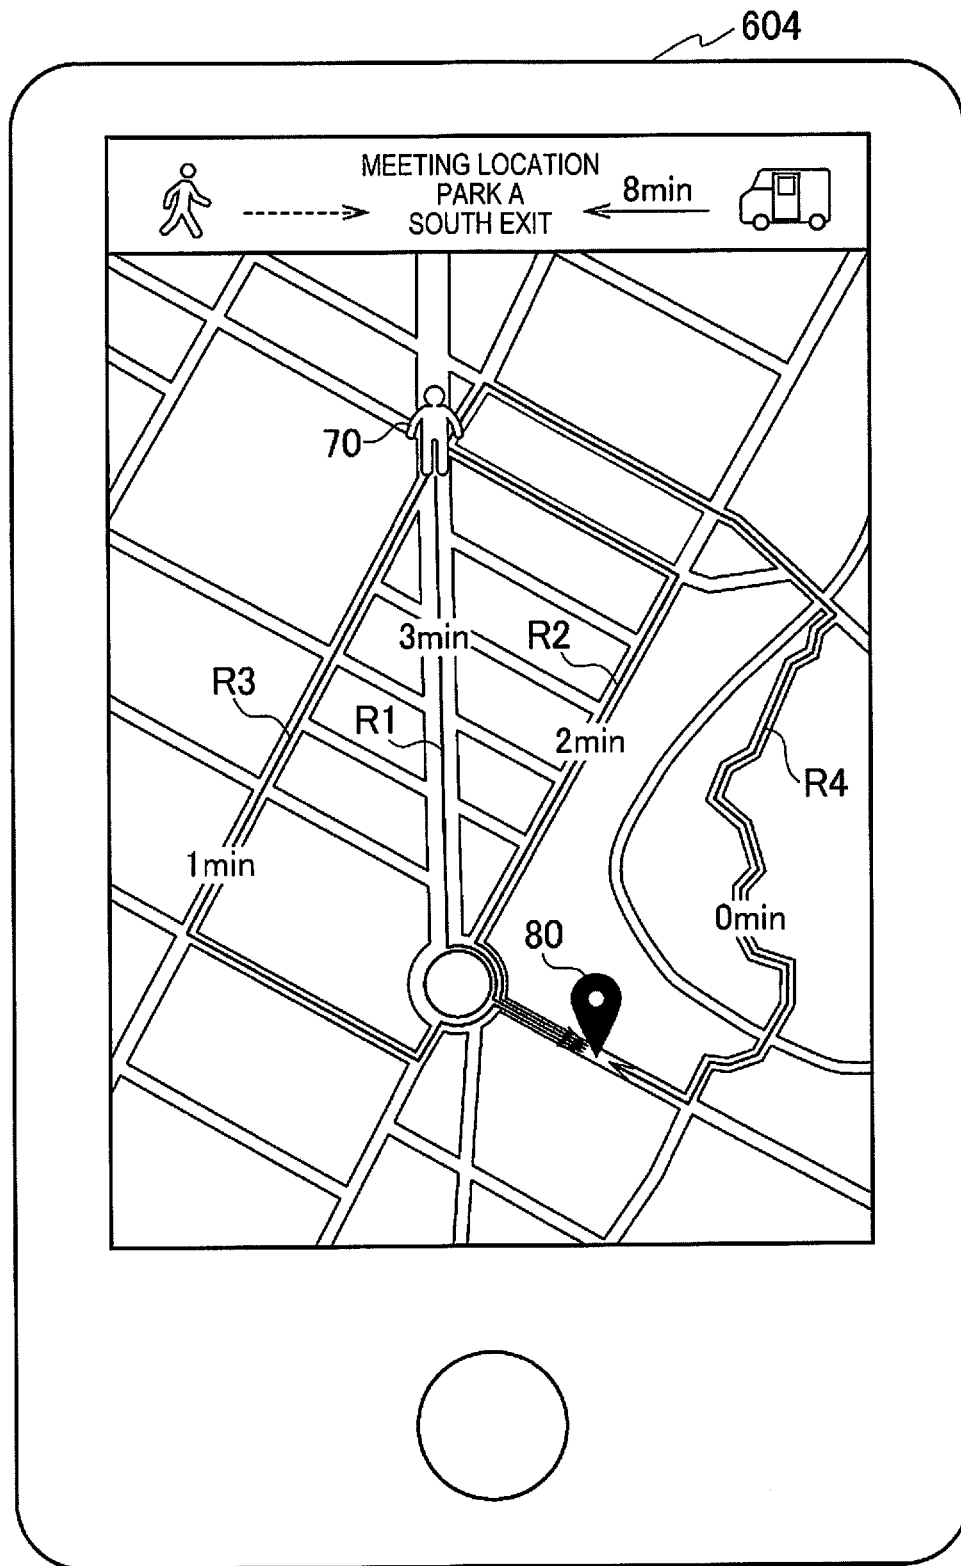 604
MEETING LOCATION
PARK A
SOUTH EXIT
8min
70
3min
R2
R3
R1
2min
R4
1min
0min
80